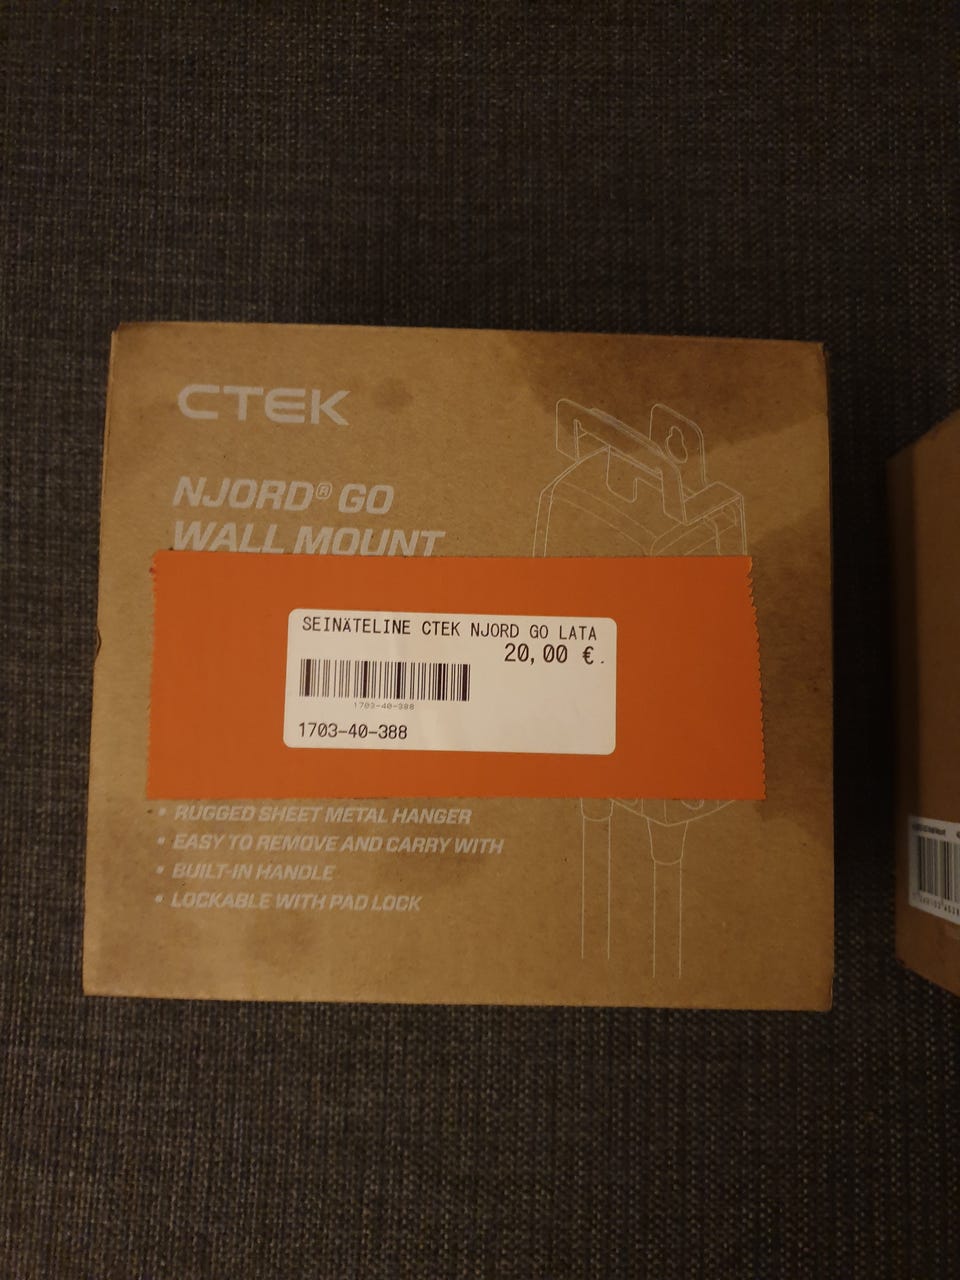 CTEK
NJORD® GO
WALL MOUNT
SEINÄTELINE CTEK NJORD GO LATA
20,00 €.
1703-40-388
1703-40-388
• RUGGED SHEET METAL HANGER
• EASY TO REMOVE AND CARRY WITH
• BUILT-IN HANDLE
• LOCKABLE WITH PAD LOCK